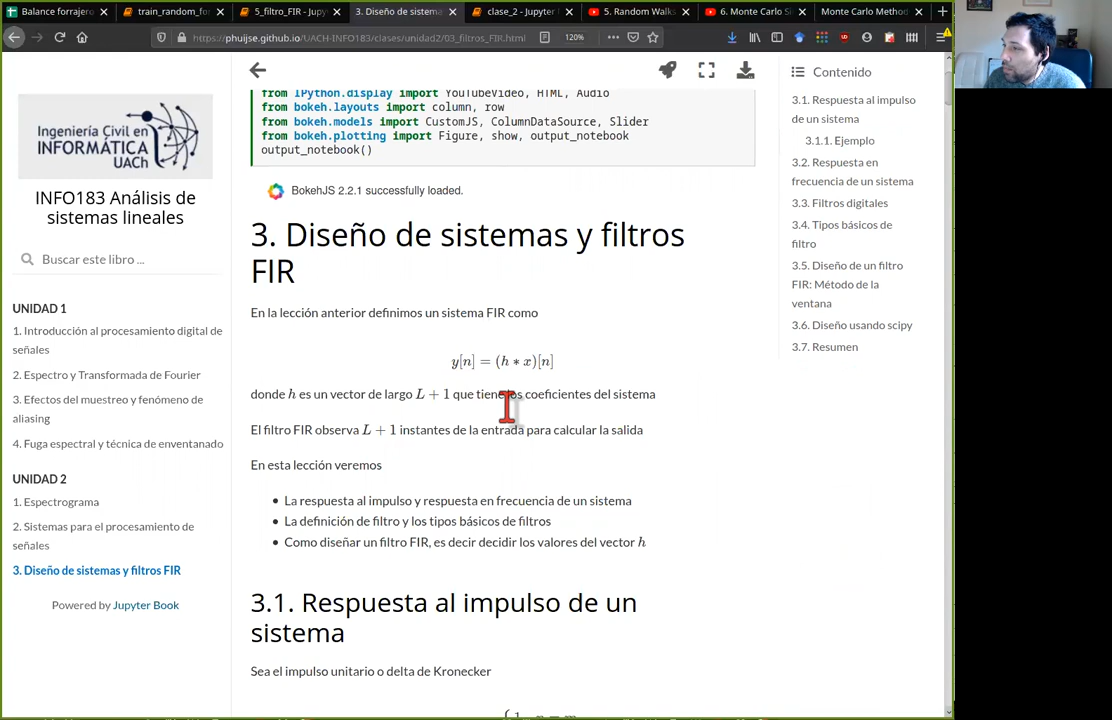 Balance forrajero
train_random_for
5_filtro_FIR - Jupy
3. Diseño de sistem
clase_2 - Jupyter
5. Random Walks
6. Monte Carlo Si
Monte Carlo Method
https://phuijse.github.io/UACH-INFO183/clases/unidad2/03_filtros_FIR.html
120%
Ingeniería Civil en
INFORMÁTICA
UACh
INFO183 Análisis de
sistemas lineales
Buscar este libro ...
UNIDAD 1
1. Introducción al procesamiento digital de
señales
2. Espectro y Transformada de Fourier
3. Efectos del muestreo y fenómeno de
aliasing
4. Fuga espectral y técnica de enventanado
UNIDAD 2
1. Espectrograma
2. Sistemas para el procesamiento de
señales
3. Diseño de sistemas y filtros FIR
Powered by Jupyter Book
from IPython.display import YouTubeVideo, HTML, Audio
from bokeh.layouts import column, row
from bokeh.models import CustomJS, ColumnDataSource, Slider
from bokeh.plotting import Figure, show, output_notebook
output_notebook()
BokehJS 2.2.1 successfully loaded.
3. Diseño de sistemas y filtros
FIR
En la lección anterior definimos un sistema FIR como
y[n] = (h * x)[n]
donde h es un vector de largo L + 1 que tiene los coeficientes del sistema
El filtro FIR observa L + 1 instantes de la entrada para calcular la salida
En esta lección veremos
• La respuesta al impulso y respuesta en frecuencia de un sistema
• La definición de filtro y los tipos básicos de filtros
• Como diseñar un filtro FIR, es decir decidir los valores del vector h
3.1. Respuesta al impulso de un
sistema
Sea el impulso unitario o delta de Kronecker
Contenido
3.1. Respuesta al impulso
de un sistema
3.1.1. Ejemplo
3.2. Respuesta en
frecuencia de un sistema
3.3. Filtros digitales
3.4. Tipos básicos de
filtro
3.5. Diseño de un filtro
FIR: Método de la
ventana
3.6. Diseño usando scipy
3.7. Resumen